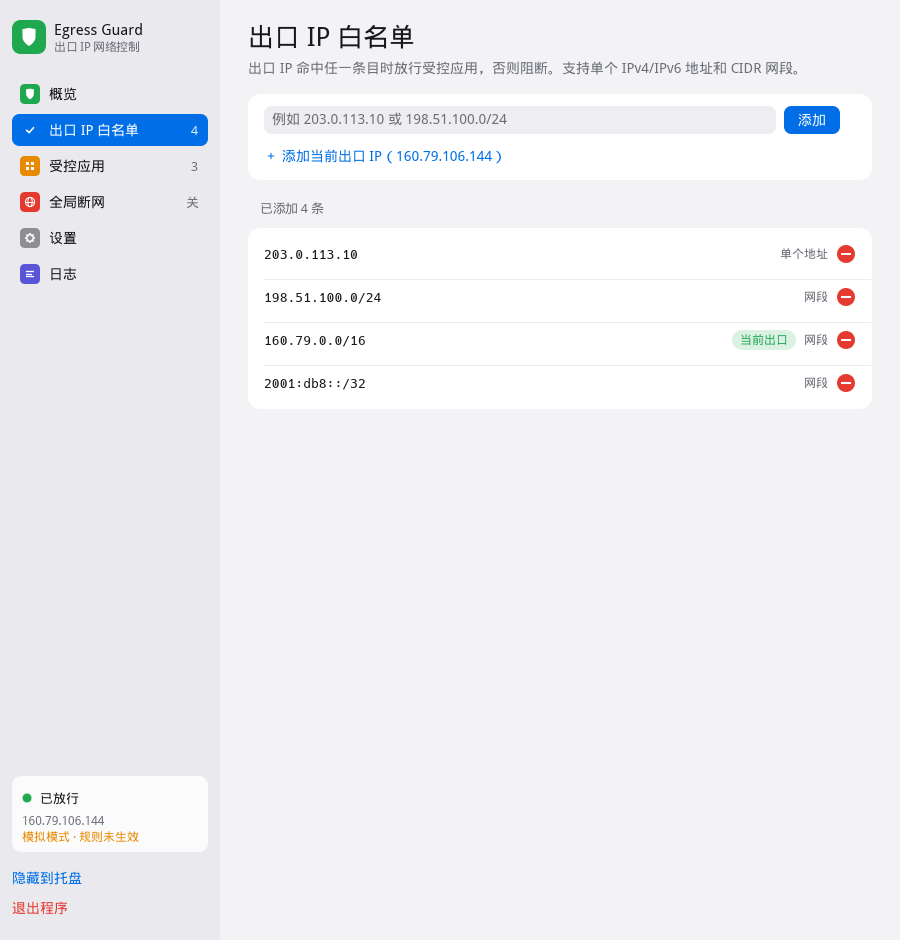 Egress Guard
出口 IP 网络控制
概览
出口 IP 白名单 4
受控应用 3
全局断网 关
设置
日志
已放行
160.79.106.144
模拟模式 · 规则未生效
隐藏到托盘
退出程序
出口 IP 白名单
出口 IP 命中任一条目时放行受控应用，否则阻断。支持单个 IPv4/IPv6 地址和 CIDR 网段。
例如 203.0.113.10 或 198.51.100.0/24 添加
+ 添加当前出口 IP（160.79.106.144）
已添加 4 条
203.0.113.10 单个地址
198.51.100.0/24 网段
160.79.0.0/16 当前出口 网段
2001:db8::/32 网段